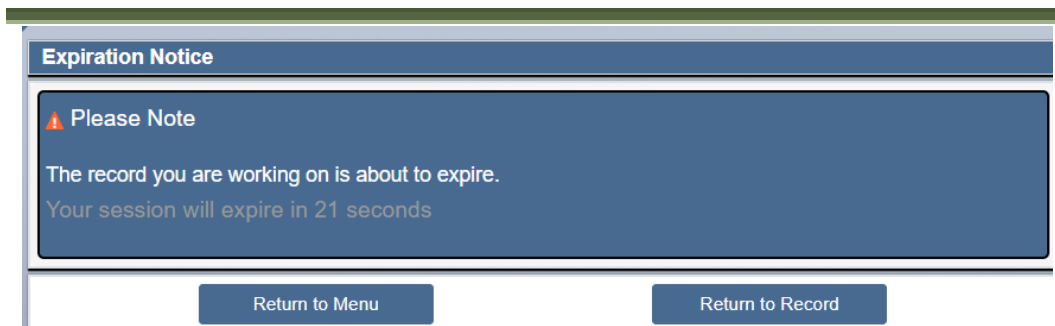 Expiration Notice
Please Note
The record you are working on is about to expire.
Your session will expire in 21 seconds
Return to Menu
Return to Record